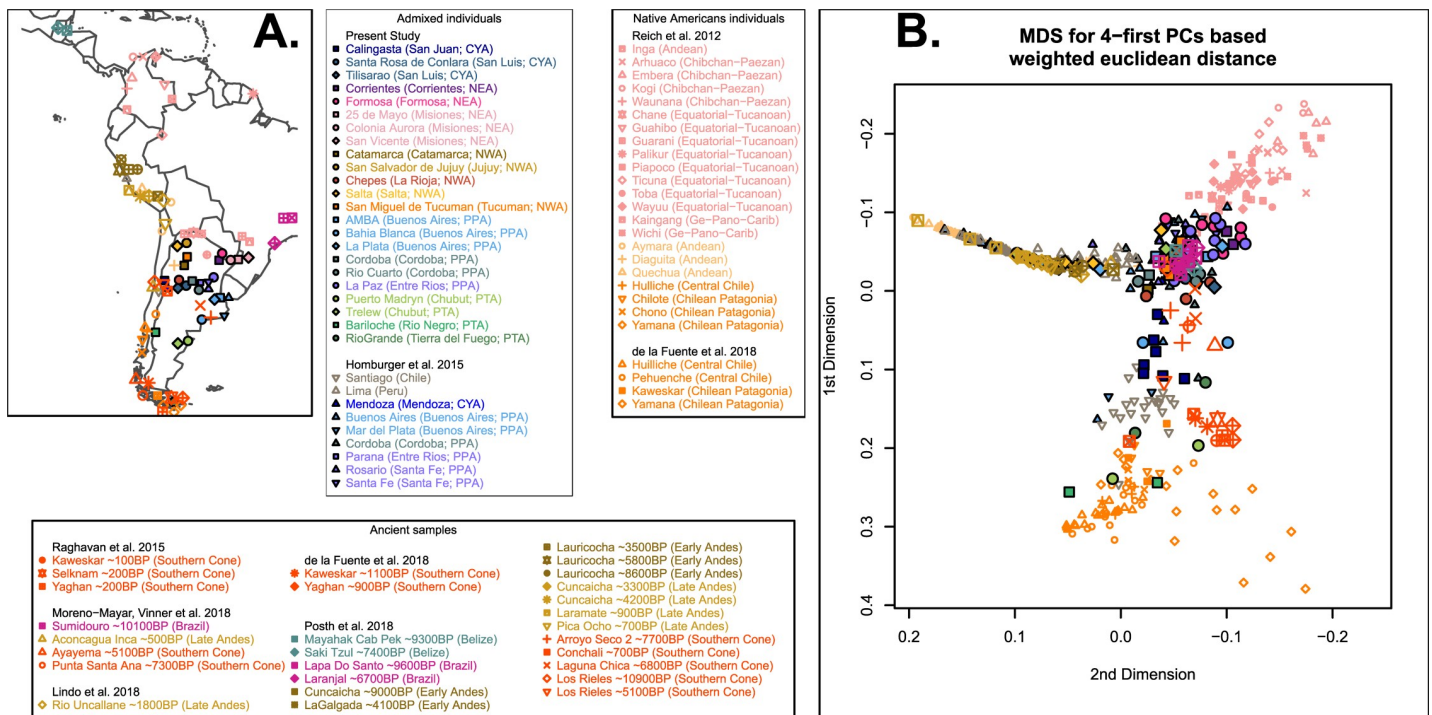 A.
Admixed individuals
Present Study
Calingasta (San Juan; CYA)
Santa Rosa de Conlara (San Luis; CYA)
Tilisarao (San Luis; CYA)
Corrientes (Corrientes; NEA)
Formosa (Formosa; NEA)
25 de Mayo (Misiones; NEA)
Colonia Aurora (Misiones; NEA)
San Vicente (Misiones; NEA)
Catamarca (Catamarca; NWA)
San Salvador de Jujuy (Jujuy; NWA)
Chepes (La Rioja; NWA)
Salta (Salta; NWA)
San Miguel de Tucuman (Tucuman; NWA)
AMBA (Buenos Aires; PPA)
Bahia Blanca (Buenos Aires; PPA)
La Plata (Buenos Aires; PPA)
Cordoba (Cordoba; PPA)
Rio Cuarto (Cordoba; PPA)
La Paz (Entre Rios; PPA)
Puerto Madryn (Chubut; PTA)
Trelew (Chubut; PTA)
Bariloche (Rio Negro; PTA)
RioGrande (Tierra del Fuego; PTA)
Homburger et al. 2015
Santiago (Chile)
Lima (Peru)
Mendoza (Mendoza; CYA)
Buenos Aires (Buenos Aires; PPA)
Mar del Plata (Buenos Aires; PPA)
Cordoba (Cordoba; PPA)
Parana (Entre Rios; PPA)
Rosario (Santa Fe; PPA)
Santa Fe (Santa Fe; PPA)
Native Americans individuals
Reich et al. 2012
Inga (Andean)
Arhuaco (Chibchan−Paezan)
Embera (Chibchan−Paezan)
Kogi (Chibchan−Paezan)
Waunana (Chibchan−Paezan)
Chane (Equatorial−Tucanoan)
Guahibo (Equatorial−Tucanoan)
Guarani (Equatorial−Tucanoan)
Palikur (Equatorial−Tucanoan)
Piapoco (Equatorial−Tucanoan)
Ticuna (Equatorial−Tucanoan)
Toba (Equatorial−Tucanoan)
Wayuu (Equatorial−Tucanoan)
Kaingang (Ge−Pano−Carib)
Wichi (Ge−Pano−Carib)
Aymara (Andean)
Diaguita (Andean)
Quechua (Andean)
Hulliche (Central Chile)
Chilote (Chilean Patagonia)
Chono (Chilean Patagonia)
Yamana (Chilean Patagonia)
de la Fuente et al. 2018
Huilliche (Central Chile)
Pehuenche (Central Chile)
Kaweskar (Chilean Patagonia)
Yamana (Chilean Patagonia)
Ancient samples
Raghavan et al. 2015
Kaweskar ~100BP (Southern Cone)
Selknam ~200BP (Southern Cone)
Yaghan ~200BP (Southern Cone)
Moreno−Mayar, Vinner et al. 2018
Sumidouro ~10100BP (Brazil)
Aconcagua Inca ~500BP (Late Andes)
Ayayema ~5100BP (Southern Cone)
Punta Santa Ana ~7300BP (Southern Cone)
Lindo et al. 2018
Rio Uncallane ~1800BP (Late Andes)
de la Fuente et al. 2018
Kaweskar ~1100BP (Southern Cone)
Yaghan ~900BP (Southern Cone)
Posth et al. 2018
Mayahak Cab Pek ~9300BP (Belize)
Saki Tzul ~7400BP (Belize)
Lapa Do Santo ~9600BP (Brazil)
Laranjal ~6700BP (Brazil)
Cuncaicha ~9000BP (Early Andes)
LaGalgada ~4100BP (Early Andes)
Lauricocha ~3500BP (Early Andes)
Lauricocha ~5800BP (Early Andes)
Lauricocha ~8600BP (Early Andes)
Cuncaicha ~3300BP (Late Andes)
Cuncaicha ~4200BP (Late Andes)
Laramate ~900BP (Late Andes)
Pica Ocho ~700BP (Late Andes)
Arroyo Seco 2 ~7700BP (Southern Cone)
Conchali ~700BP (Southern Cone)
Laguna Chica ~6800BP (Southern Cone)
Los Rieles ~10900BP (Southern Cone)
Los Rieles ~5100BP (Southern Cone)
B.
MDS for 4−first PCs based
weighted euclidean distance
1st Dimension
−0.2
−0.1
0.0
0.1
0.2
0.3
0.4
0.2
0.1
0.0
−0.1
−0.2
2nd Dimension